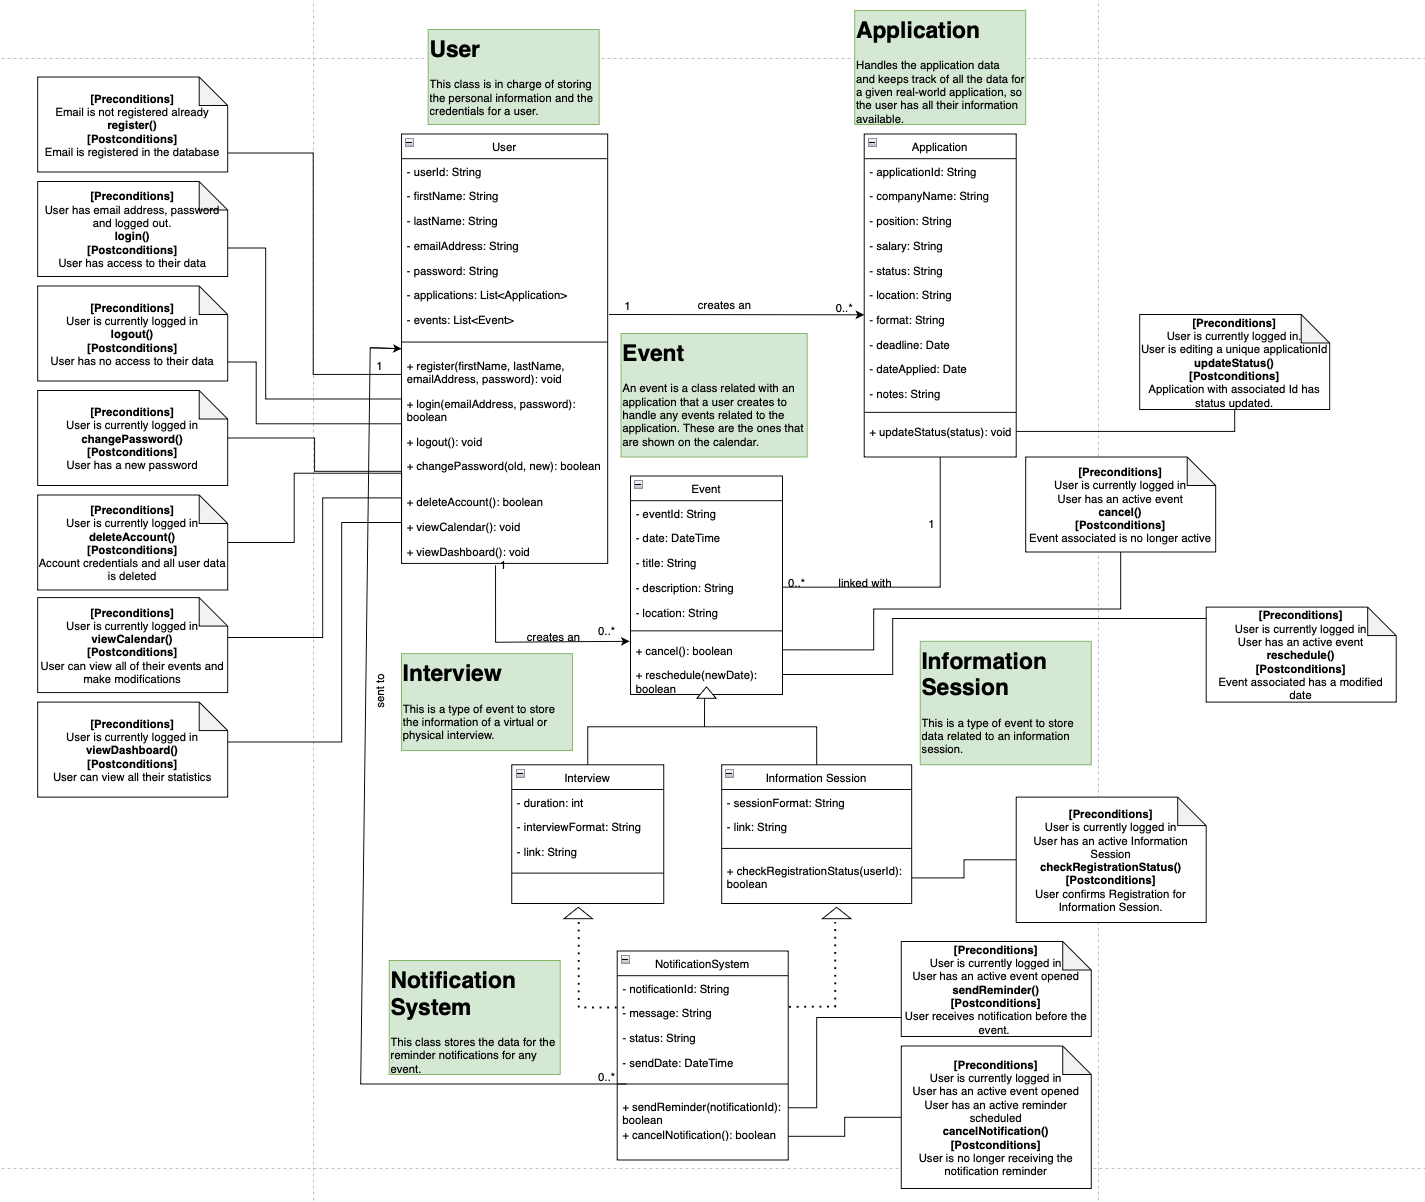 User
This class is in charge of storing
the personal information and the
credentials for a user.
Application
Handles the application data
and keeps track of all the data for
a given real-world application, so
the user has all their information
available.
[Preconditions]
Email is not registered already
register()
[Postconditions]
Email is registered in the database
[Preconditions]
User has email address, password
and logged out.
login()
[Postconditions]
User has access to their data
[Preconditions]
User is currently logged in
logout()
[Postconditions]
User has no access to their data
[Preconditions]
User is currently logged in
changePassword()
[Postconditions]
User has a new password
[Preconditions]
User is currently logged in
deleteAccount()
[Postconditions]
Account credentials and all user data
is deleted
[Preconditions]
User is currently logged in
viewCalendar()
[Postconditions]
User can view all of their events and
make modifications
[Preconditions]
User is currently logged in
viewDashboard()
[Postconditions]
User can view all their statistics
User
- userId: String
- firstName: String
- lastName: String
- emailAddress: String
- password: String
- applications: List<Application>
- events: List<Event>
+ register(firstName, lastName,
emailAddress, password): void
+ login(emailAddress, password):
boolean
+ logout(): void
+ changePassword(old, new): boolean
+ deleteAccount(): boolean
+ viewCalendar(): void
+ viewDashboard(): void
1
creates an
0..*
Application
- applicationId: String
- companyName: String
- position: String
- salary: String
- status: String
- location: String
- format: String
- deadline: Date
- dateApplied: Date
- notes: String
+ updateStatus(status): void
[Preconditions]
User is currently logged in.
User is editing a unique applicationId
updateStatus()
[Postconditions]
Application with associated Id has
status updated.
Event
An event is a class related with an
application that a user creates to
handle any events related to the
application. These are the ones that
are shown on the calendar.
1
1
creates an
0..*
sent to
Event
- eventId: String
- date: DateTime
- title: String
- description: String
- location: String
+ cancel(): boolean
+ reschedule(newDate):
boolean
1
0..*
linked with
[Preconditions]
User is currently logged in
User has an active event
cancel()
[Postconditions]
Event associated is no longer active
[Preconditions]
User is currently logged in
User has an active event
reschedule()
[Postconditions]
Event associated has a modified
date
Interview
This is a type of event to store
the information of a virtual or
physical interview.
Information
Session
This is a type of event to store
data related to an information
session.
Interview
- duration: int
- interviewFormat: String
- link: String
Information Session
- sessionFormat: String
- link: String
+ checkRegistrationStatus(userId):
boolean
[Preconditions]
User is currently logged in
User has an active Information
Session
checkRegistrationStatus()
[Postconditions]
User confirms Registration for
Information Session.
Notification
System
This class stores the data for the
reminder notifications for any
event.
0..*
NotificationSystem
- notificationId: String
- message: String
- status: String
- sendDate: DateTime
+ sendReminder(notificationId):
boolean
+ cancelNotification(): boolean
[Preconditions]
User is currently logged in
User has an active event opened
sendReminder()
[Postconditions]
User receives notification before the
event.
[Preconditions]
User is currently logged in
User has an active event opened
User has an active reminder
scheduled
cancelNotification()
[Postconditions]
User is no longer receiving the
notification reminder